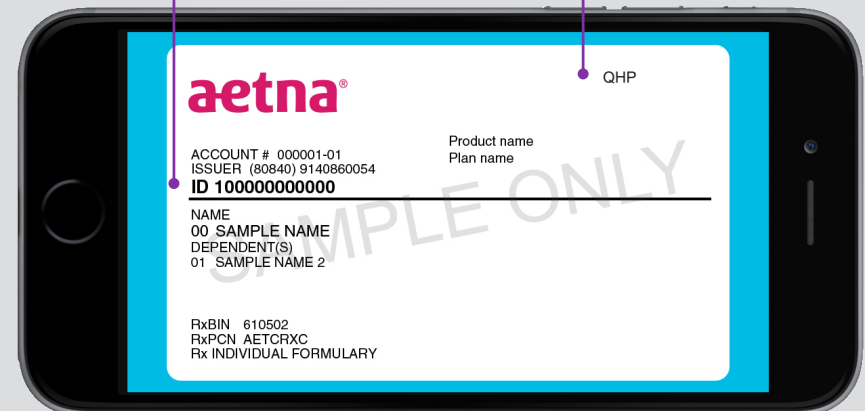 aetna®
QHP
Product name
Plan name
ACCOUNT # 000001-01
ISSUER (80840) 9140860054
ID 100000000000
NAME
00 SAMPLE NAME
DEPENDENT(S)
01 SAMPLE NAME 2
SAMPLE ONLY
RxBIN 610502
RxPCN AETCRXC
Rx INDIVIDUAL FORMULARY